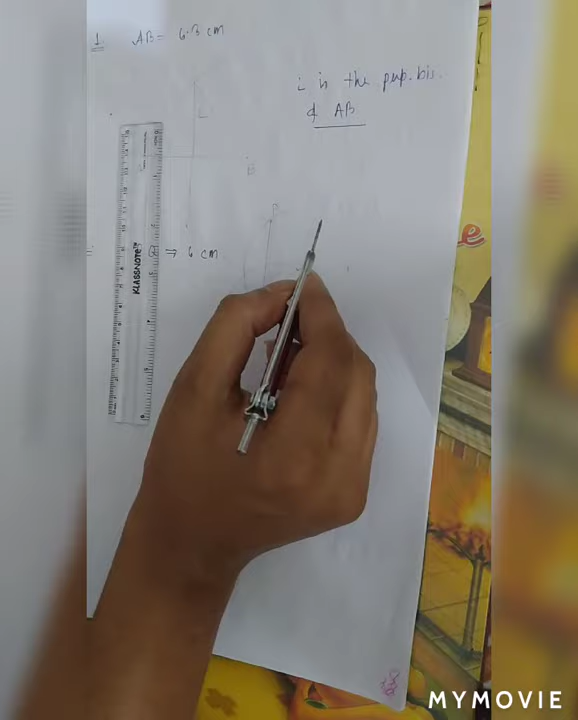 1. AB = 6.3 cm
L is the perp. bis.
of AB
L
B
P
Q ⇒ 6 cm
KLASSNOTE
e
MYMOVIE